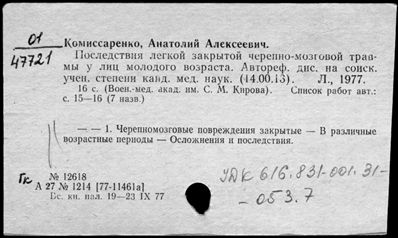 01
47721
Комиссаренко, Анатолий Алексеевич.
Последствия легкой закрытой черепно-мозговой трав-
мы у лиц молодого возраста. Автореф. дис. на соиск.
учен. степени канд. мед. наук. (14.00.13). Л., 1977.
16 с. (Воен.-мед. акад. им. С. М. Кирова). Список работ авт.:
с. 15—16 (7 назв.)
— — 1. Черепномозговые повреждения закрытые — В различные
возрастные периоды — Осложнения и последствия.
Гк № 12618
А 27 № 1214 [77-11461а]
Вс. кн. пал. 19—23 IX 77
УДК 616.831-001.31-
-053.7